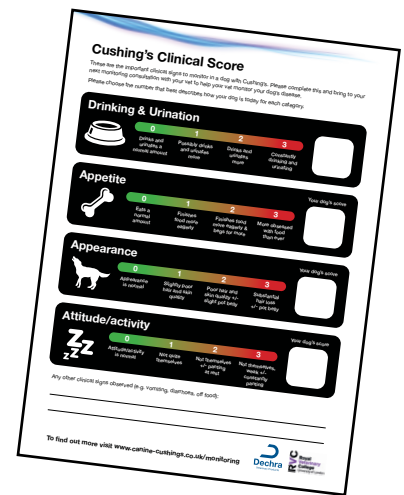 Cushing's Clinical Score
These are the important clinical signs to monitor in a dog with Cushing's. Please complete this and bring to your
next monitoring consultation with your vet to help your vet monitor your dog's disease.
Please choose the number that best describes how your dog is today for each category.
Drinking & Urination
0 1 2 3
Drinks and urinates a normal amount
Possibly drinks and urinates more
Drinks and urinates more
Constantly drinking and urinating
Appetite
Your dog's score
0 1 2 3
Eats a normal amount
Finishes food more eagerly
Finishes food more eagerly & begs for more
More obsessed with food than ever
Appearance
Your dog's score
0 1 2 3
Appearance is normal
Slightly poor hair and skin quality
Poor hair and skin quality +/- slight pot belly
Substantial hair loss +/- pot belly
Attitude/activity
Your dog's score
0 1 2 3
Attitude/activity is normal
Not quite themselves
Not themselves +/- panting at rest
Not themselves, weak +/- constantly panting
Any other clinical signs observed (e.g. vomiting, diarrhoea, off food):
To find out more visit www.canine-cushings.co.uk/monitoring
Dechra
Veterinary Products
RVC
Royal
Veterinary
College